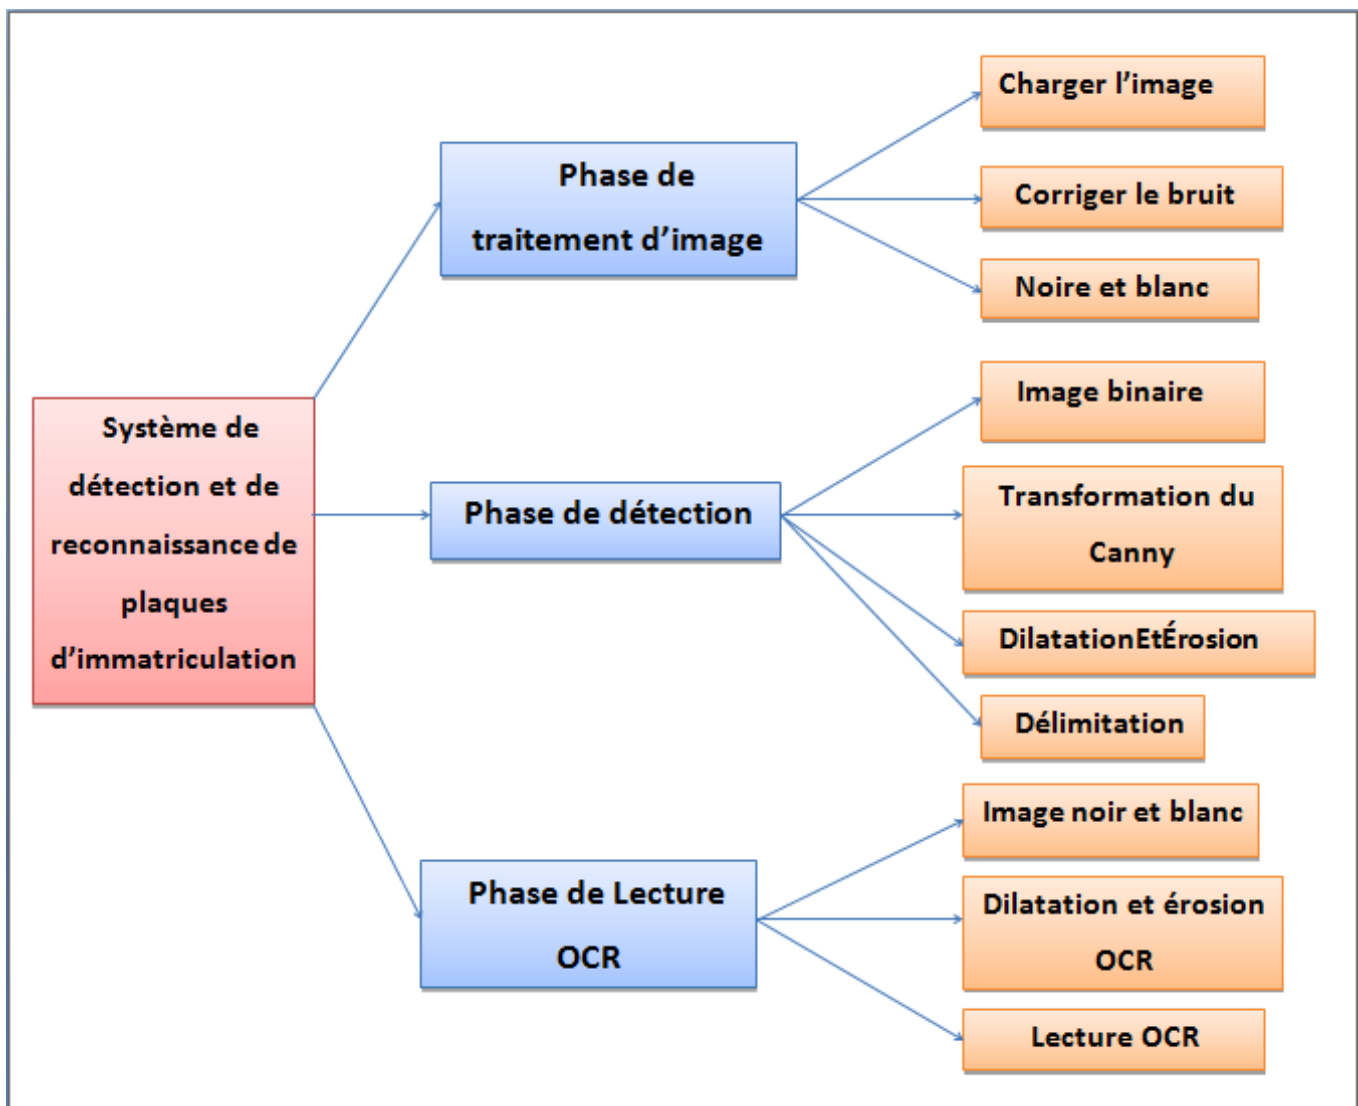 Système de
détection et de
reconnaissance de
plaques
d'immatriculation
Phase de
traitement d'image
Charger l'image
Corriger le bruit
Noire et blanc
Phase de détection
Image binaire
Transformation du
Canny
DilatationEtÉrosion
Délimitation
Phase de Lecture
OCR
Image noir et blanc
Dilatation et érosion
OCR
Lecture OCR